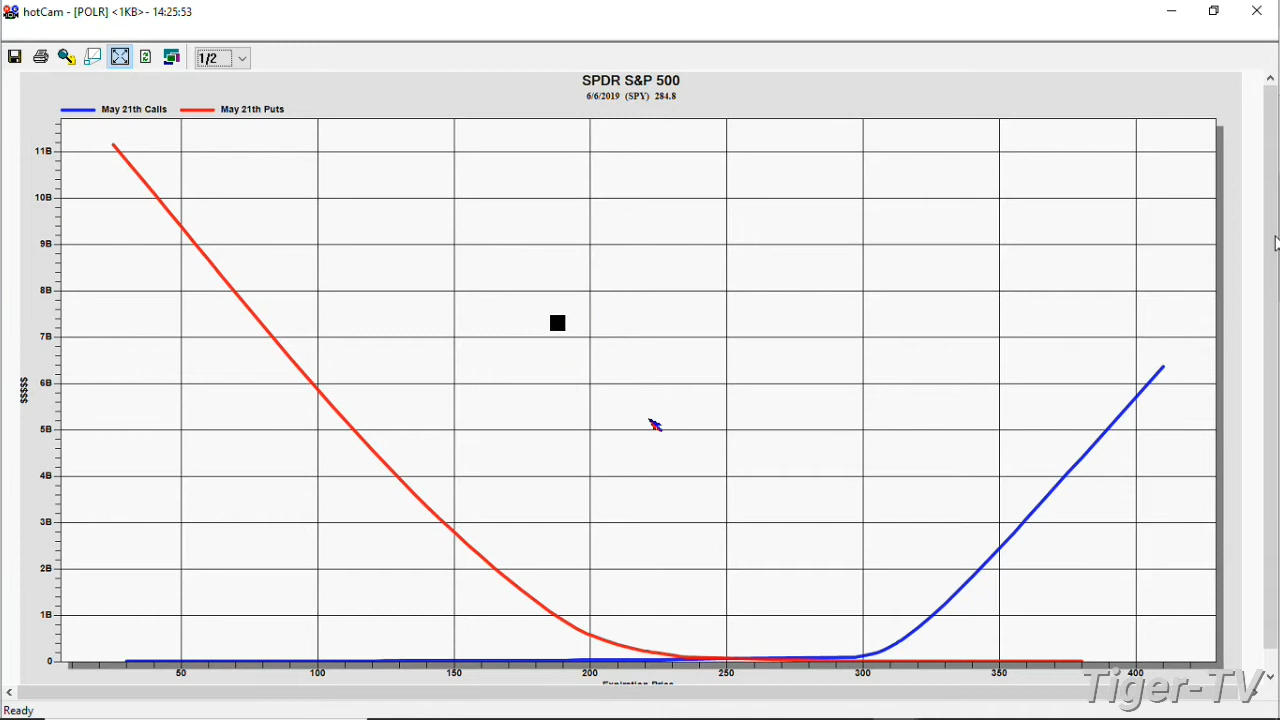 hotCam - [POLR] <1KB> - 14:25:53
1/2
SPDR S&P 500
6/6/2019 (SPY) 284.8
May 21th Calls May 21th Puts
11B
10B
9B
8B
7B
6B
$$$$$
5B
4B
3B
2B
1B
0
50 100 150 200 250 300 350 400
Expiration Price
Tiger-TV
Ready